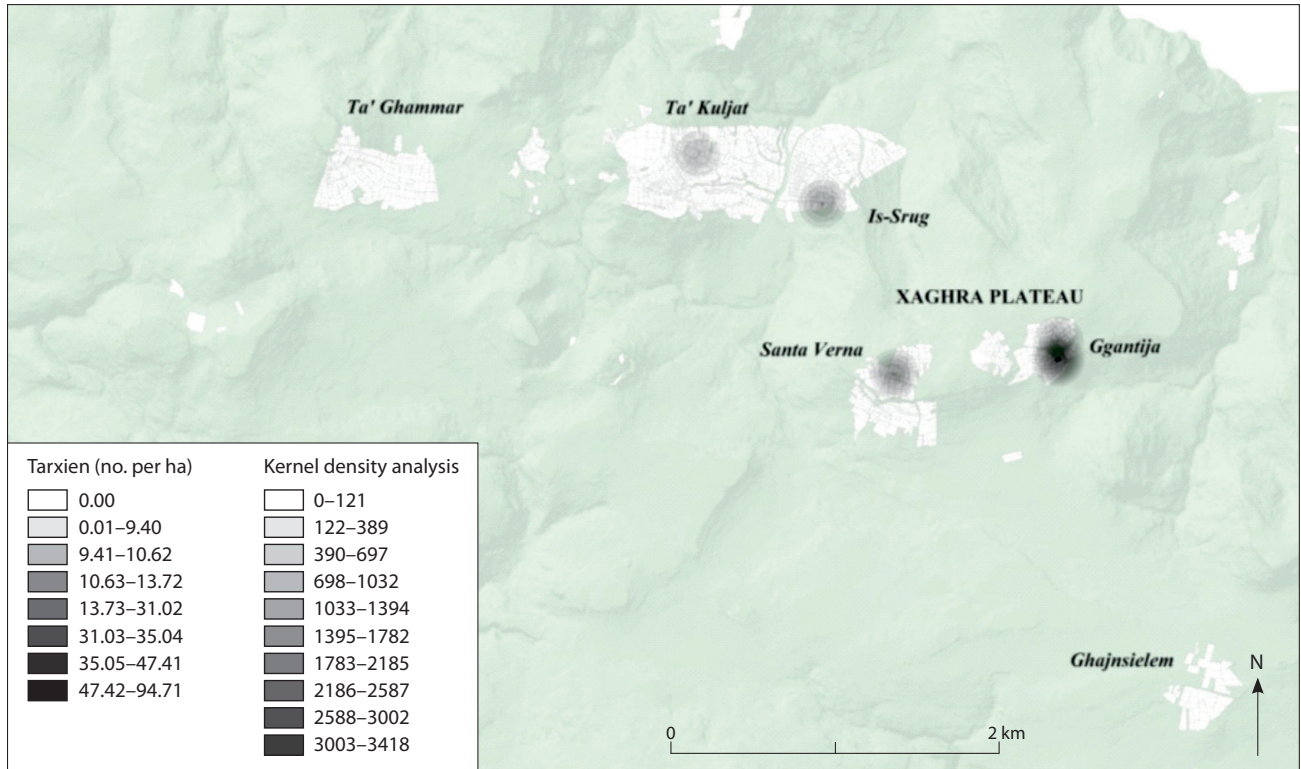 Ta' Ghammar
Ta' Kuljat
Is-Srug
XAGHRA PLATEAU
Santa Verna
Ggantija
Ghajnsielem
N
0
2 km
Tarxien (no. per ha)
0.00
0.01–9.40
9.41–10.62
10.63–13.72
13.73–31.02
31.03–35.04
35.05–47.41
47.42–94.71
Kernel density analysis
0–121
122–389
390–697
698–1032
1033–1394
1395–1782
1783–2185
2186–2587
2588–3002
3003–3418